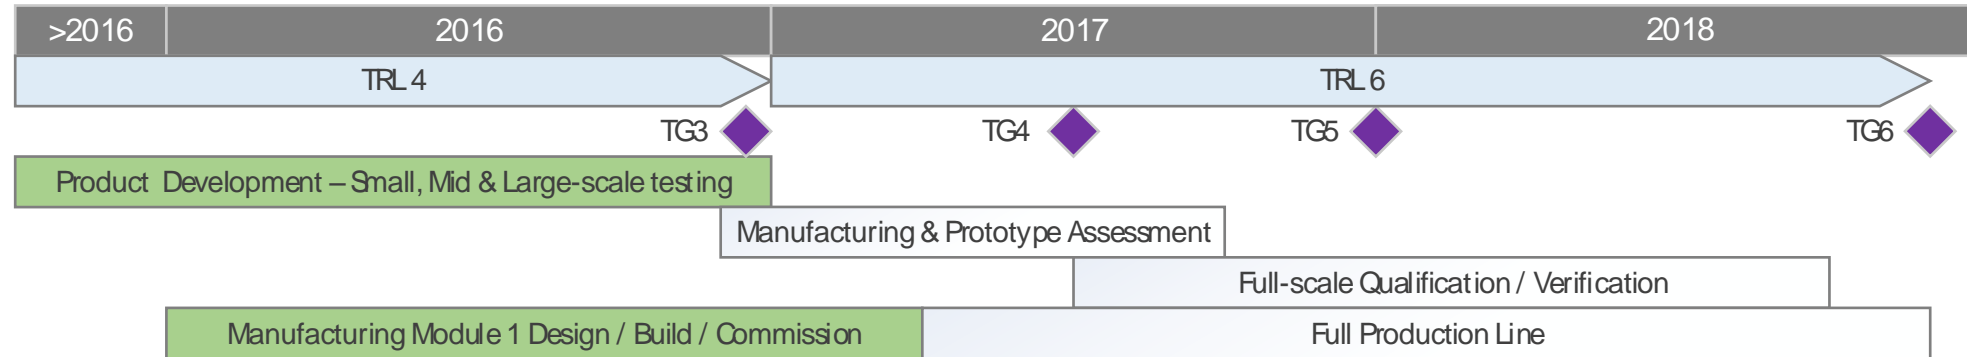 >2016 2016 2017 2018
TRL 4 TRL 6
TG3 TG4 TG5 TG6
Product Development – Small, Mid & Large-scale testing
Manufacturing & Prototype Assessment
Full-scale Qualification / Verification
Manufacturing Module 1 Design / Build / Commission Full Production Line